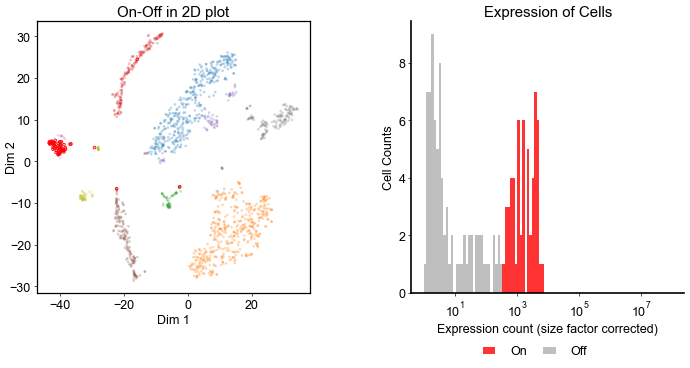 On-Off in 2D plot
30
20
10
0
−10
−20
−30
Dim 2
−40
−20
0
20
Dim 1
Expression of Cells
8
6
4
2
0
Cell Counts
10^1
10^3
10^5
10^7
Expression count (size factor corrected)
On
Off